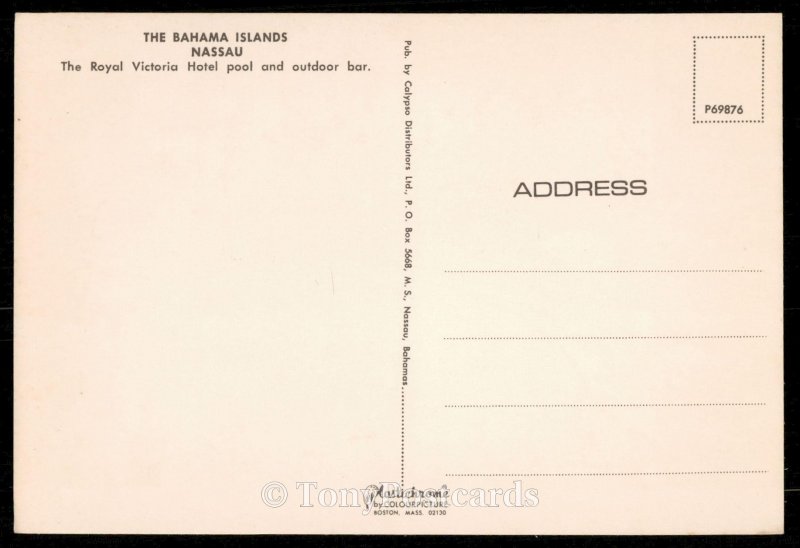 THE BAHAMA ISLANDS
NASSAU
The Royal Victoria Hotel pool and outdoor bar.
Pub. by Calypso Distributors Ltd., P. O. Box 5668, M. S., Nassau, Bahamas
P69876
ADDRESS
Plastichrome
by COLOURPICTURE
BOSTON, MASS. 02130
© TonyPostcards